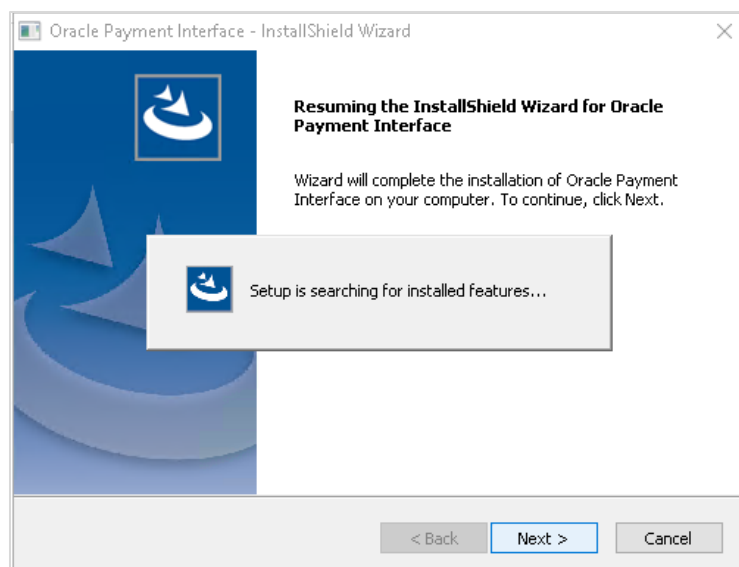 Oracle Payment Interface - InstallShield Wizard
Resuming the InstallShield Wizard for Oracle
Payment Interface
Wizard will complete the installation of Oracle Payment
Interface on your computer. To continue, click Next.
Setup is searching for installed features...
< Back
Next >
Cancel